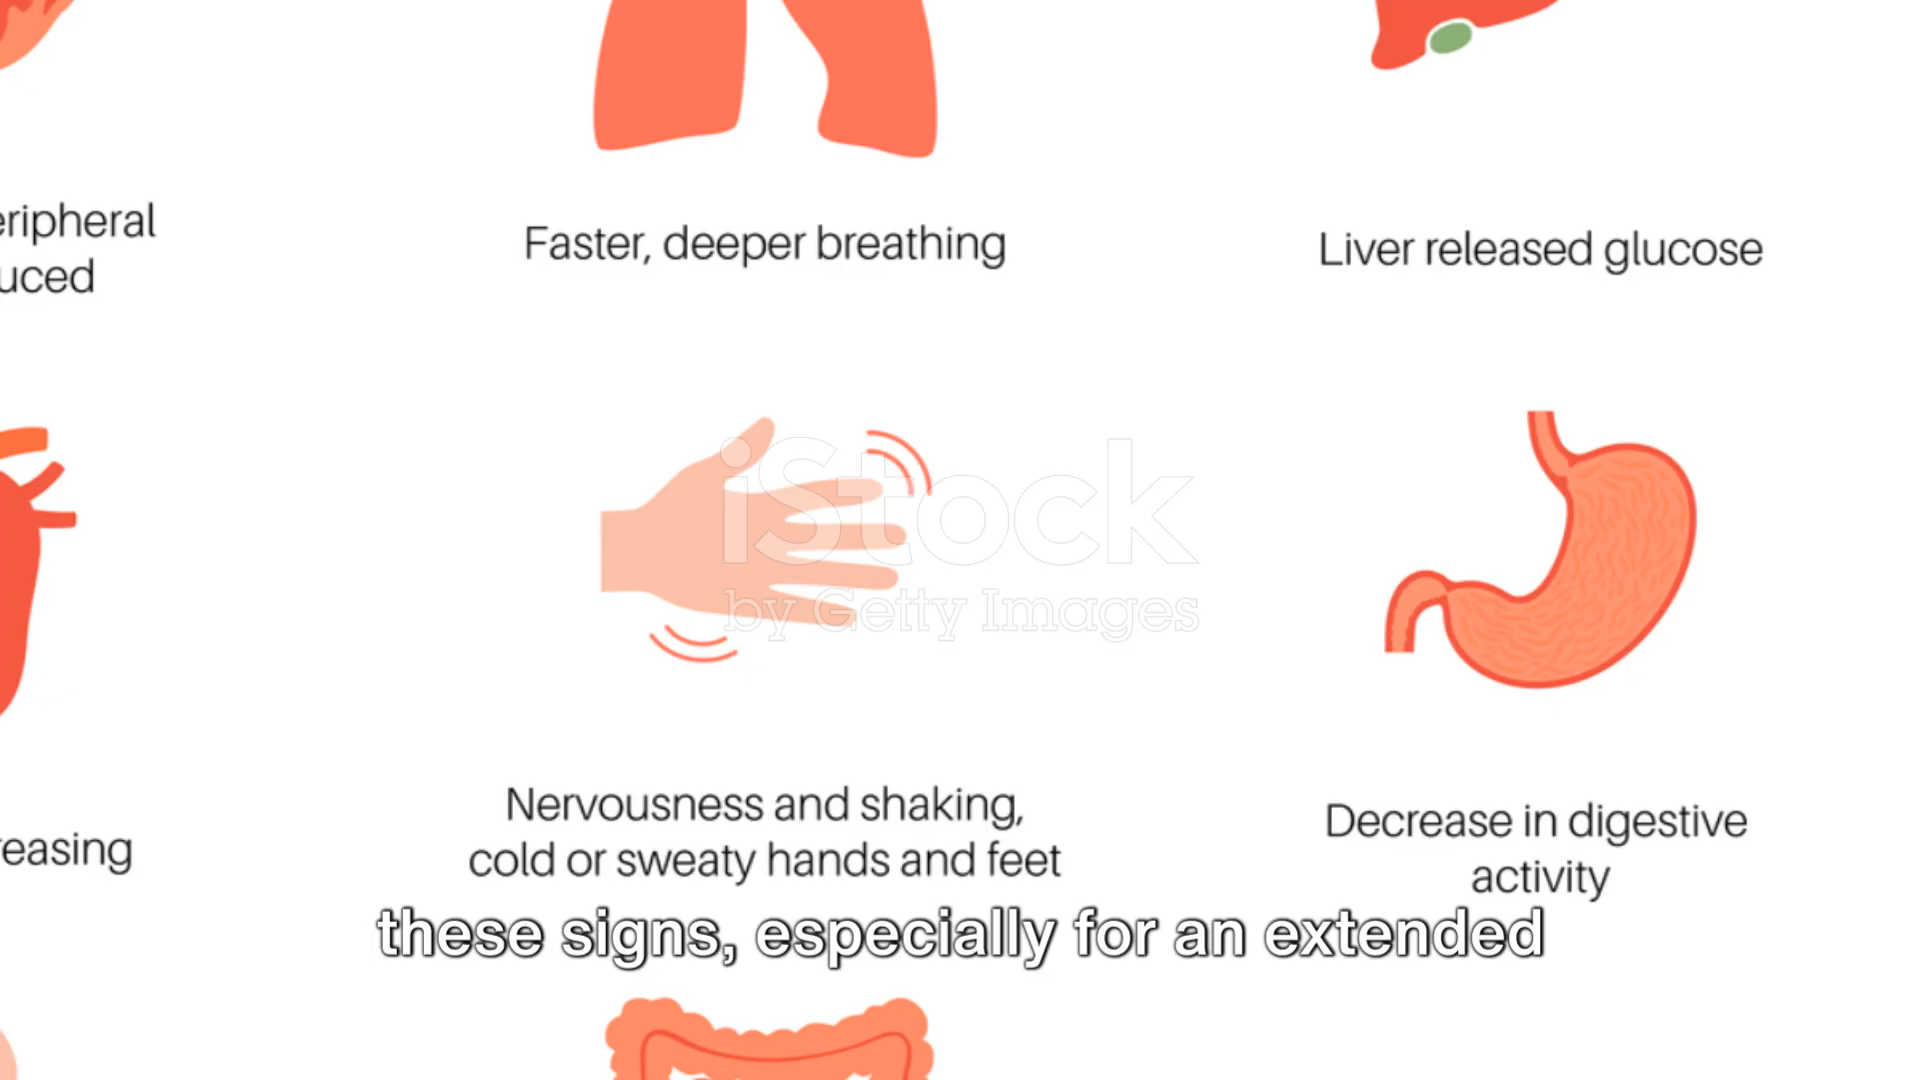 eripheral
uced
Faster, deeper breathing
Liver released glucose
iStock
by Getty Images
reasing
Nervousness and shaking,
cold or sweaty hands and feet
Decrease in digestive
activity
these signs, especially for an extended